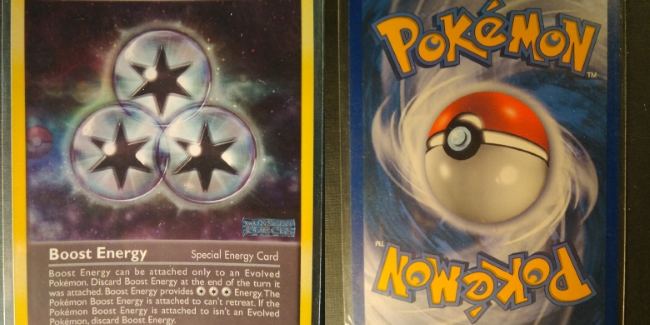 Boost Energy Special Energy Card
Boost Energy can be attached only to an Evolved
Pokémon. Discard Boost Energy at the end of the turn it
was attached. Boost Energy provides Energy. The
Pokémon Boost Energy is attached to can't retreat. If the
Pokémon Boost Energy is attached to isn't an Evolved
Pokémon, discard Boost Energy.
POKéMON
TM
POKéMON
TM